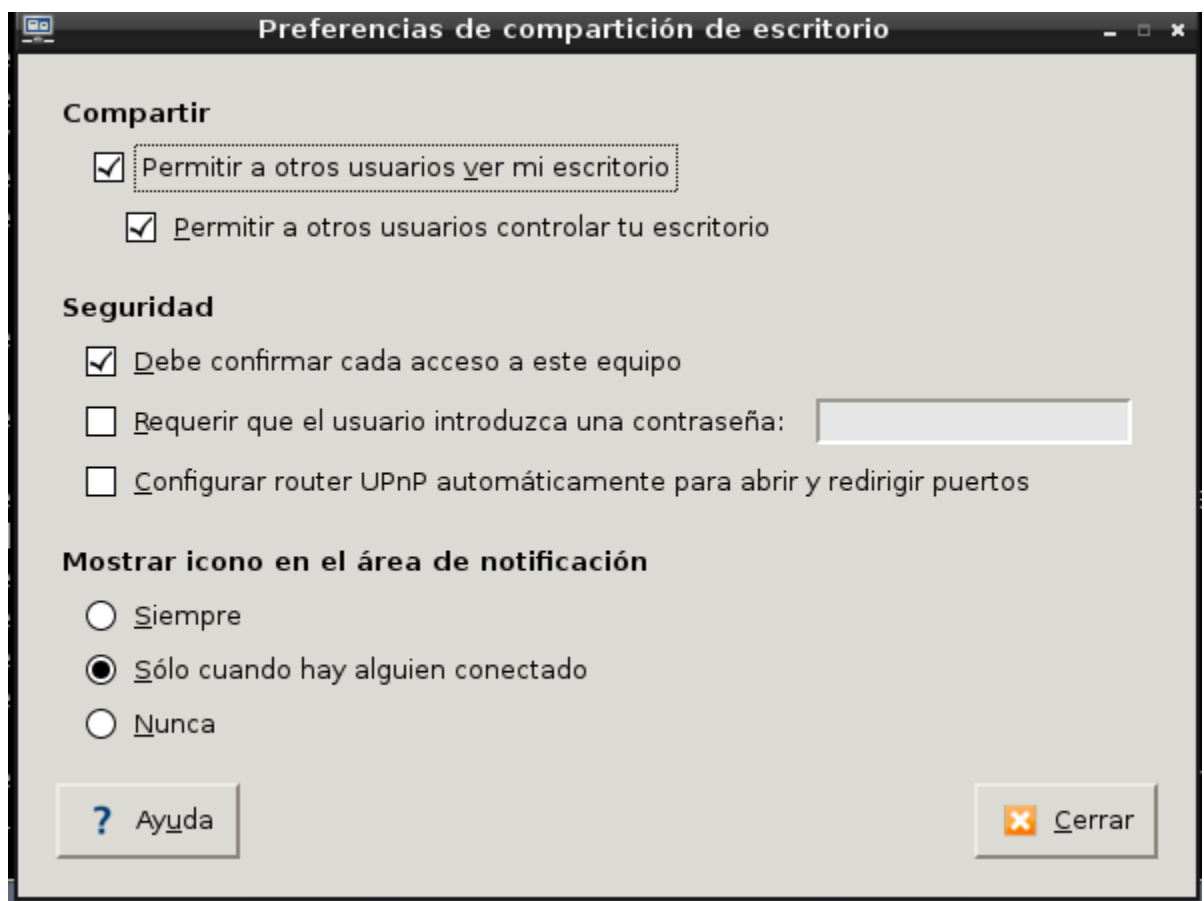 Preferencias de compartición de escritorio
Compartir
Permitir a otros usuarios ver mi escritorio
Permitir a otros usuarios controlar tu escritorio
Seguridad
Debe confirmar cada acceso a este equipo
Requerir que el usuario introduzca una contraseña:
Configurar router UPnP automáticamente para abrir y redirigir puertos
Mostrar icono en el área de notificación
Siempre
Sólo cuando hay alguien conectado
Nunca
? Ayuda
Cerrar